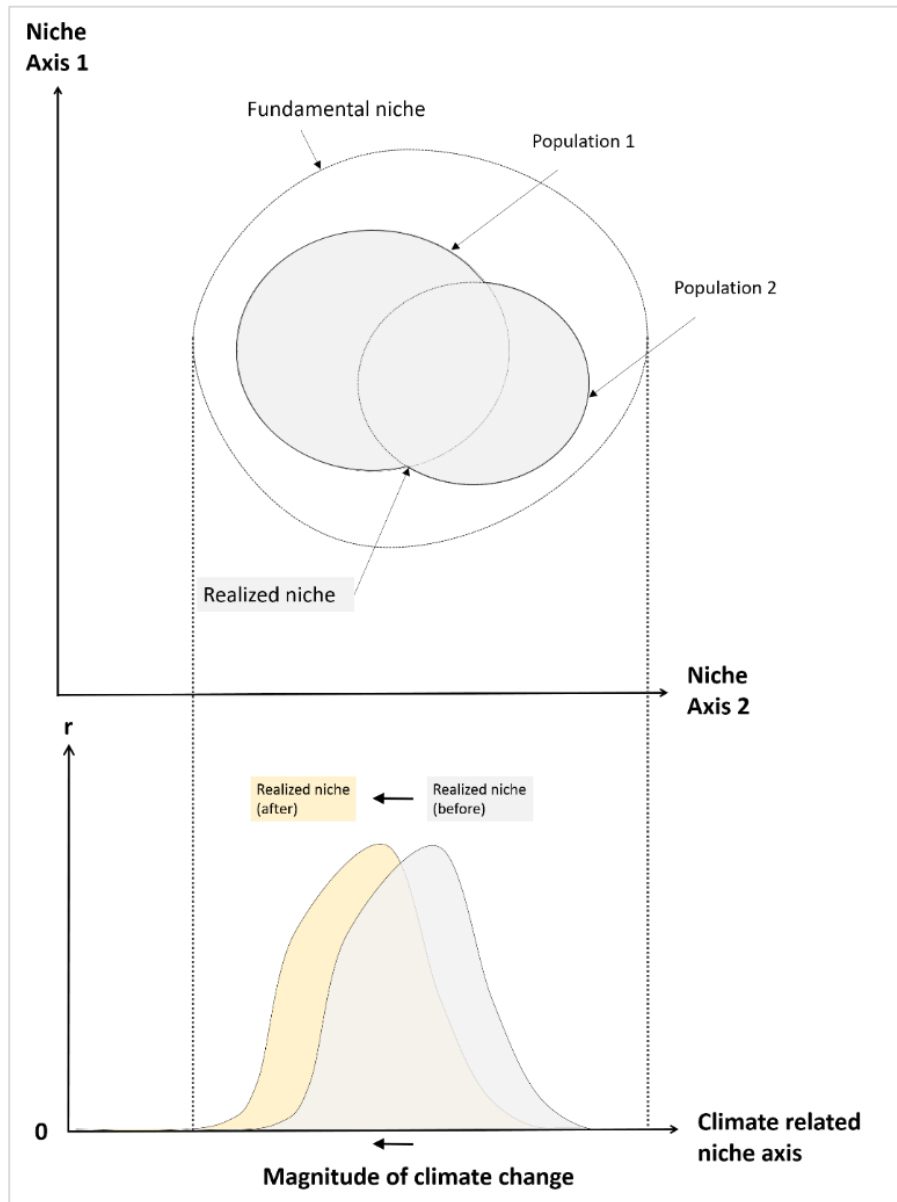 Niche
Axis 1
Fundamental niche
Population 1
Population 2
Realized niche
Niche
Axis 2
r
Realized niche
(after)
Realized niche
(before)
0
Climate related
niche axis
Magnitude of climate change